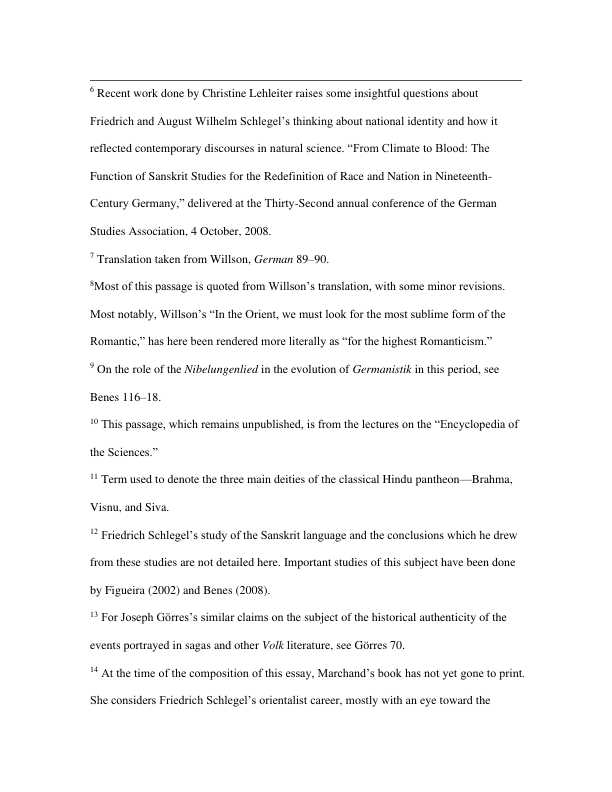 6 Recent work done by Christine Lehleiter raises some insightful questions about
Friedrich and August Wilhelm Schlegel’s thinking about national identity and how it
reflected contemporary discourses in natural science. “From Climate to Blood: The
Function of Sanskrit Studies for the Redefinition of Race and Nation in Nineteenth-
Century Germany,” delivered at the Thirty-Second annual conference of the German
Studies Association, 4 October, 2008.
7 Translation taken from Willson, German 89–90.
8Most of this passage is quoted from Willson’s translation, with some minor revisions.
Most notably, Willson’s “In the Orient, we must look for the most sublime form of the
Romantic,” has here been rendered more literally as “for the highest Romanticism.”
9 On the role of the Nibelungenlied in the evolution of Germanistik in this period, see
Benes 116–18.
10 This passage, which remains unpublished, is from the lectures on the “Encyclopedia of
the Sciences.”
11 Term used to denote the three main deities of the classical Hindu pantheon—Brahma,
Visnu, and Siva.
12 Friedrich Schlegel’s study of the Sanskrit language and the conclusions which he drew
from these studies are not detailed here. Important studies of this subject have been done
by Figueira (2002) and Benes (2008).
13 For Joseph Görres’s similar claims on the subject of the historical authenticity of the
events portrayed in sagas and other Volk literature, see Görres 70.
14 At the time of the composition of this essay, Marchand’s book has not yet gone to print.
She considers Friedrich Schlegel’s orientalist career, mostly with an eye toward the